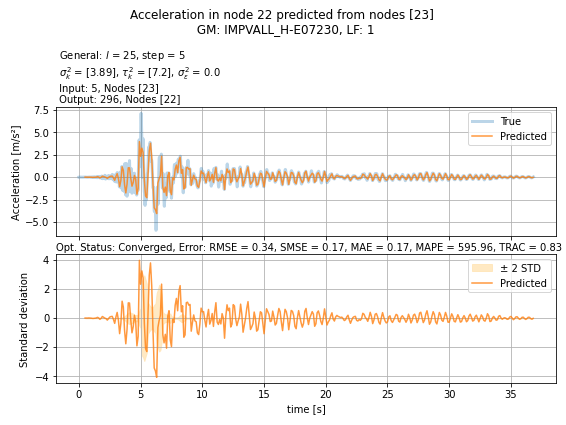 Acceleration in node 22 predicted from nodes [23]
GM: IMPVALL_H-E07230, LF: 1
General: l = 25, step = 5
σ²ₖ = [3.89], τ²ₖ = [7.2], σ²ε = 0.0
Input: 5, Nodes [23]
Output: 296, Nodes [22]
7.5
5.0
2.5
0.0
−2.5
−5.0
Acceleration [m/s²]
True
Predicted
Opt. Status: Converged, Error: RMSE = 0.34, SMSE = 0.17, MAE = 0.17, MAPE = 595.96, TRAC = 0.83
4
2
0
−2
−4
Standard deviation
± 2 STD
Predicted
0 5 10 15 20 25 30 35
time [s]